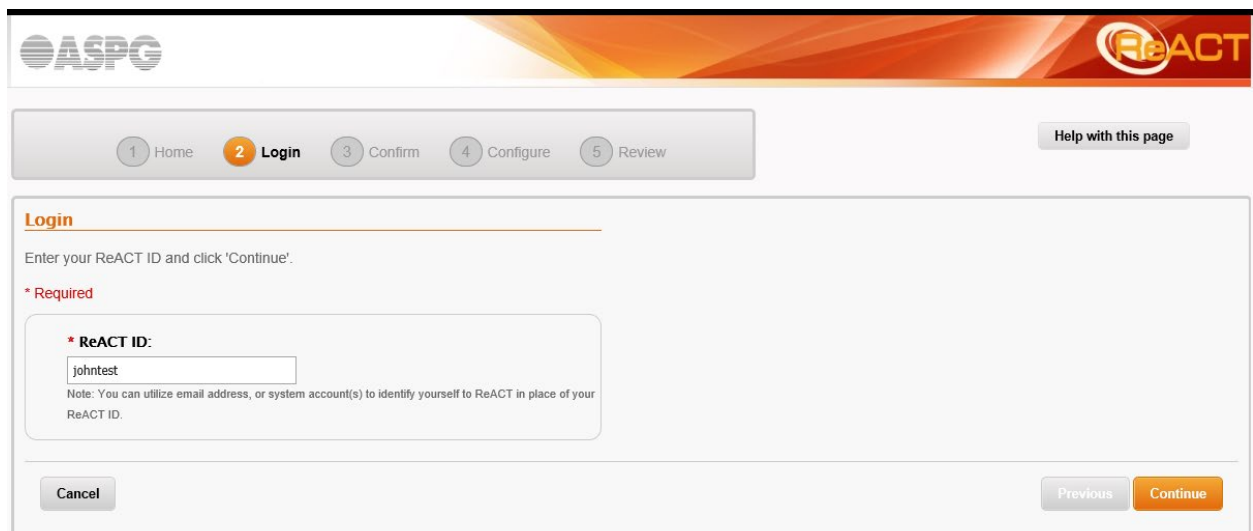 ASPG
ReACT
1 Home 2 Login 3 Confirm 4 Configure 5 Review
Help with this page
Login
Enter your ReACT ID and click 'Continue'.
* Required
* ReACT ID:
johntest
Note: You can utilize email address, or system account(s) to identify yourself to ReACT in place of your
ReACT ID.
Cancel
Previous
Continue